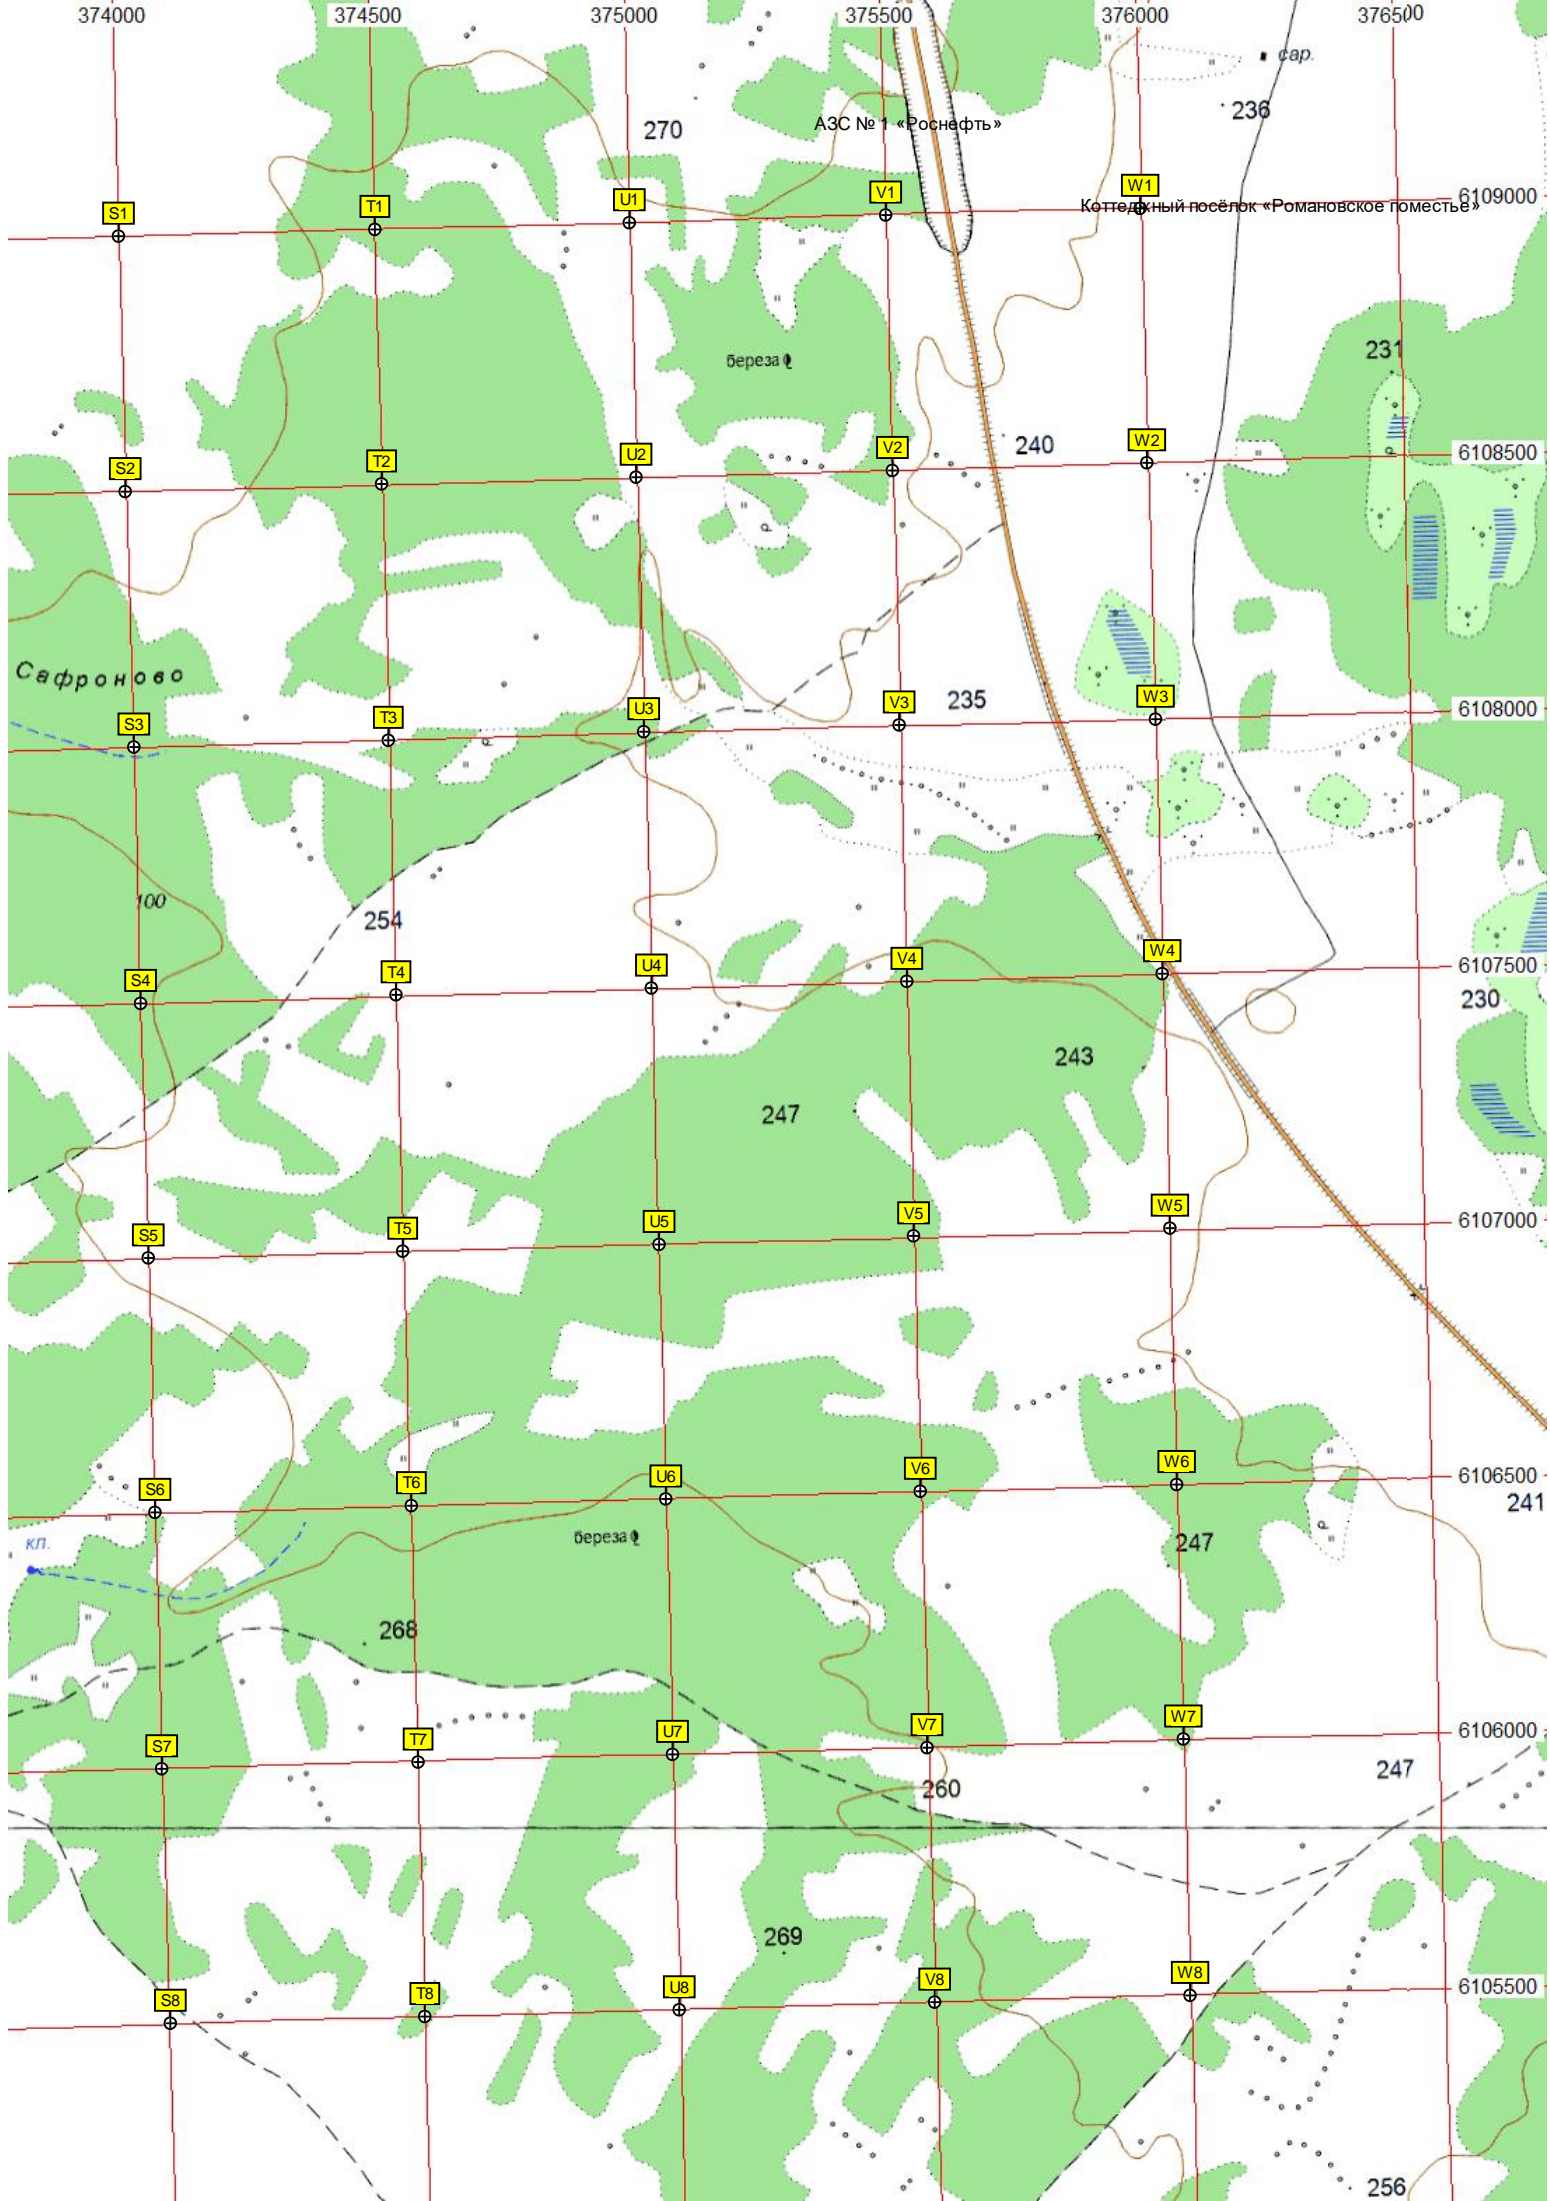 374000 374500 375000 375500 376000 376500
сар.
236
270
АЗС № 1 «Роснефть»
S1 T1 U1 V1 W1
Коттеджный посёлок «Романовское поместье»
6109000
231
береза
240
S2 T2 U2 V2 W2
6108500
Сафроново
235
S3 T3 U3 V3 W3
6108000
100
254
S4 T4 U4 V4 W4
6107500
230
243
247
S5 T5 U5 V5 W5
6107000
S6 T6 U6 V6 W6
6106500
241
кл.
береза
247
268
S7 T7 U7 V7 W7
6106000
247
260
269
S8 T8 U8 V8 W8
6105500
256